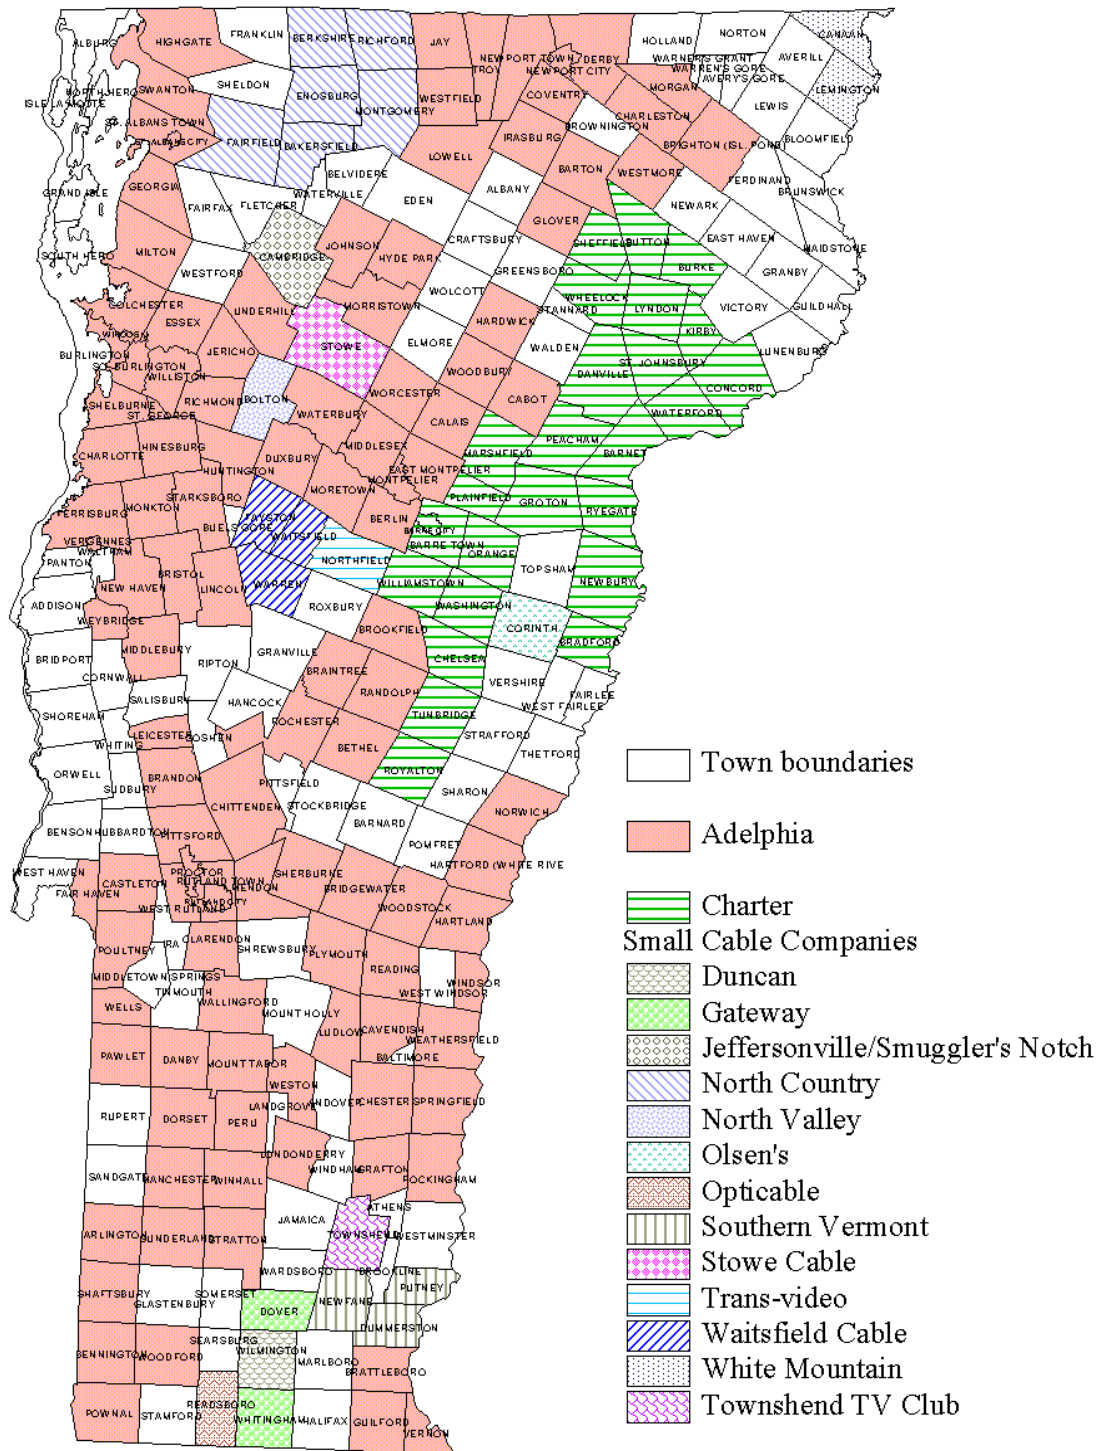 ALBURG
HIGHGATE
FRANKLIN
BERKSHIRE
RICHFORD
JAY
NEWPORT TOWN
DERBY
HOLLAND
NORTON
CANAAN
TROY
NEWPORT CITY
WARNER'S GRANT
WARREN'S GORE
AVERY'S GORE
AVERILL
NORTH HERO
ISLE LA MOTTE
SWANTON
SHELDON
ENOSBURG
MONTGOMERY
WESTFIELD
COVENTRY
MORGAN
LEMINGTON
LEWIS
ST. ALBANS TOWN
FAIRFIELD
BAKERSFIELD
LOWELL
IRASBURG
BROWNINGTON
CHARLESTON
BRIGHTON (ISL. POND)
BLOOMFIELD
GRAND ISLE
GEORGIA
FAIRFAX
FLETCHER
WATERVILLE
BELVIDERE
EDEN
ALBANY
BARTON
WESTMORE
FERDINAND
BRUNSWICK
NEWARK
SOUTH HERO
MILTON
WESTFORD
CAMBRIDGE
JOHNSON
HYDE PARK
CRAFTSBURY
GLOVER
SHEFFIELD
SUTTON
EAST HAVEN
MAIDSTONE
GREENSBORO
BURKE
GRANBY
COLCHESTER
ESSEX
UNDERHILL
MORRISTOWN
WOLCOTT
STANNARD
WHEELOCK
LYNDON
VICTORY
GUILDHALL
HARDWICK
KIRBY
BURLINGTON
SO. BURLINGTON
WILLISTON
JERICHO
STOWE
ELMORE
WALDEN
DANVILLE
ST. JOHNSBURY
LUNENBURG
WOODBURY
CONCORD
SHELBURNE
ST. GEORGE
RICHMOND
BOLTON
WATERBURY
WORCESTER
CALAIS
CABOT
WATERFORD
PEACHAM
CHARLOTTE
HINESBURG
HUNTINGTON
DUXBURY
MIDDLESEX
EAST MONTPELIER
MONTPELIER
MARSHFIELD
BARNET
FERRISBURG
MONKTON
STARKSBORO
MORETOWN
BERLIN
PLAINFIELD
GROTON
RYEGATE
BUELS GORE
FAYSTON
WAITSFIELD
BARRE CITY
BARRE TOWN
ORANGE
VERGENNES
WALTHAM
PANTON
NORTHFIELD
WILLIAMSTOWN
TOPSHAM
NEWBURY
NEW HAVEN
BRISTOL
LINCOLN
WARREN
ROXBURY
WASHINGTON
ADDISON
WEYBRIDGE
BROOKFIELD
CORINTH
BRADFORD
BRIDPORT
CORNWALL
MIDDLEBURY
RIPTON
GRANVILLE
BRAINTREE
RANDOLPH
CHELSEA
VERSHIRE
FAIRLEE
WEST FAIRLEE
SHOREHAM
SALISBURY
HANCOCK
ROCHESTER
TUNBRIDGE
STRAFFORD
WHITING
LEICESTER
GOSHEN
BETHEL
THETFORD
ORWELL
SUDBURY
BRANDON
CHITTENDEN
PITTSFIELD
STOCKBRIDGE
ROYALTON
SHARON
NORWICH
BENSON
HUBBARDTON
PITTSFORD
BARNARD
POMFRET
HARTFORD (WHITE RIVE
WEST HAVEN
FAIR HAVEN
CASTLETON
PROCTOR
RUTLAND TOWN
MENDON
SHERBURNE
BRIDGEWATER
WOODSTOCK
WEST RUTLAND
RUTLAND CITY
HARTLAND
POULTNEY
IRA
CLARENDON
SHREWSBURY
PLYMOUTH
READING
MIDDLETOWN SPRINGS
TINMOUTH
WEST WINDSOR
WINDSOR
WELLS
WALLINGFORD
MOUNT HOLLY
LUDLOW
CAVENDISH
WEATHERSFIELD
PAWLET
DANBY
MOUNT TABOR
BALTIMORE
WESTON
LANDGROVE
ANDOVER
CHESTER
SPRINGFIELD
RUPERT
DORSET
PERU
LONDONDERRY
WINDHAM
GRAFTON
ROCKINGHAM
SANDGATE
MANCHESTER
WINHALL
ATHENS
JAMAICA
TOWNSHEND
WESTMINSTER
ARLINGTON
SUNDERLAND
STRATTON
WARDSBORO
BROOKLINE
SHAFTSBURY
GLASTENBURY
SOMERSET
DOVER
NEWFANE
PUTNEY
DUMMERSTON
SEARSBURG
WILMINGTON
BENNINGTON
WOODFORD
MARLBORO
BRATTLEBORO
POWNAL
STAMFORD
READSBORO
WHITINGHAM
HALIFAX
GUILFORD
VERNON
Town boundaries
Adelphia
Charter
Small Cable Companies
Duncan
Gateway
Jeffersonville/Smuggler's Notch
North Country
North Valley
Olsen's
Opticable
Southern Vermont
Stowe Cable
Trans-video
Waitsfield Cable
White Mountain
Townshend TV Club